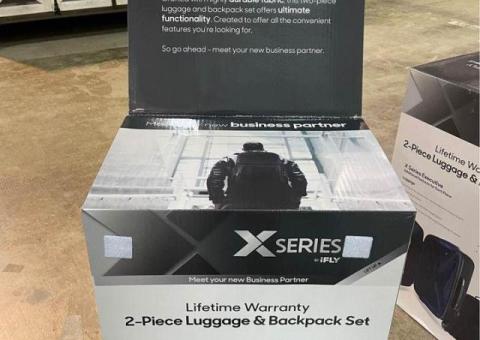 durable fabric, this two-piece
luggage and backpack set offers ultimate
functionality. Created to offer all the convenient
features you're looking for.
So go ahead - meet your new business partner.
business partner
X SERIES
BY iFLY
Meet your new Business Partner
Lifetime Warranty
2-Piece Luggage & Backpack Set
Lifetime Wa
2-Piece Luggage &
X Series Executive